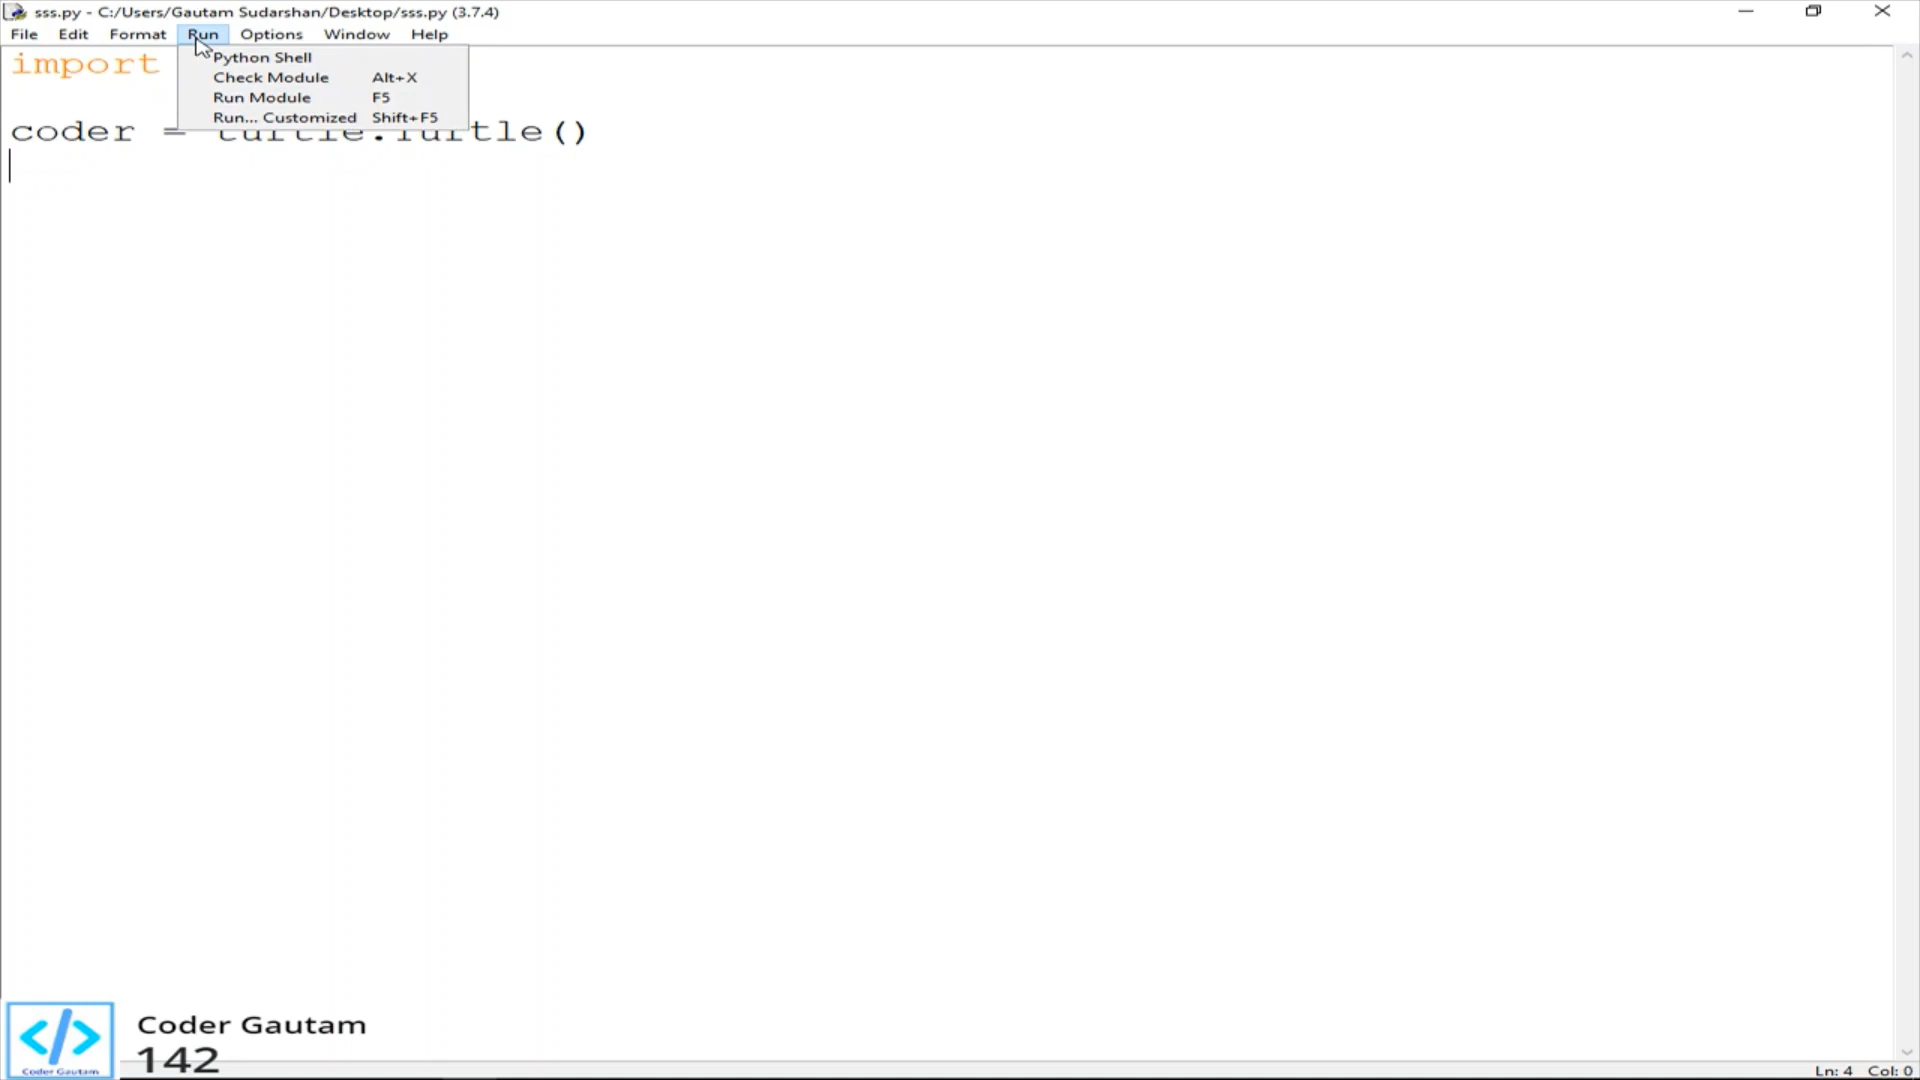 sss.py - C:/Users/Gautam Sudarshan/Desktop/sss.py (3.7.4)
File Edit Format Run Options Window Help
import
Python Shell
Check Module Alt+X
Run Module F5
Run... Customized Shift+F5
coder = turtle.Turtle()
</> Coder Gautam
Coder Gautam
142
Ln: 4 Col: 0